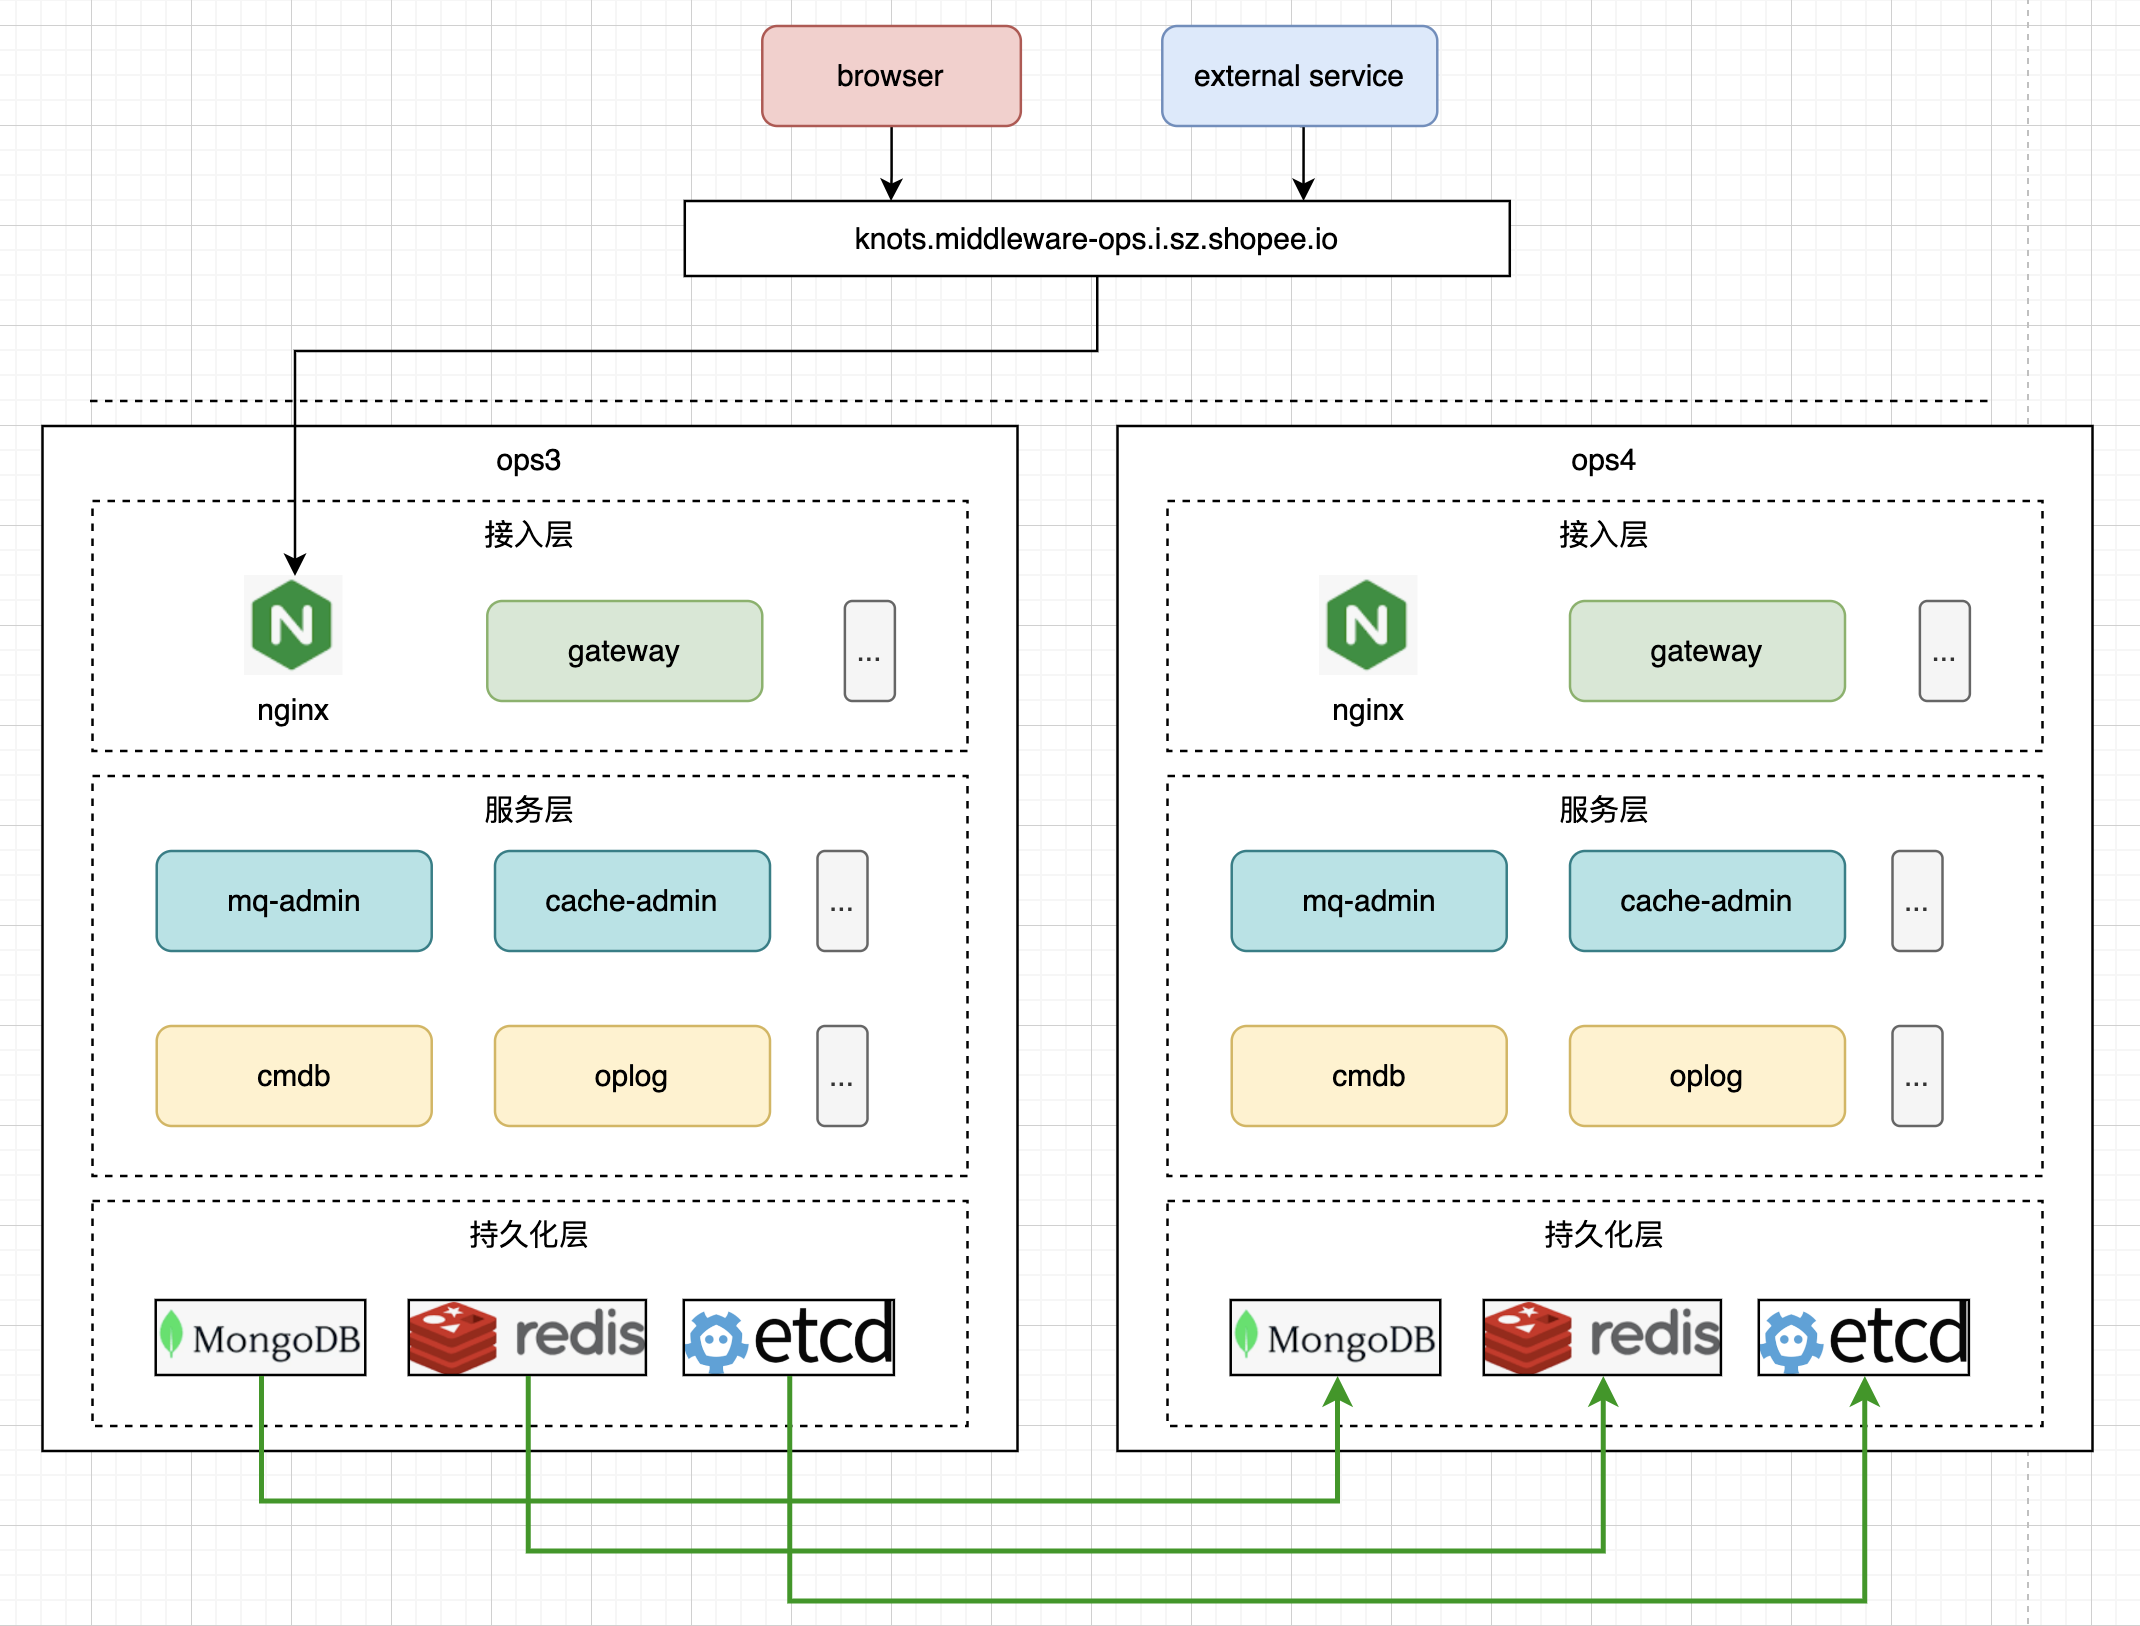 browser
external service
knots.middleware-ops.i.sz.shopee.io
ops3
接入层
N
nginx
gateway
...
服务层
mq-admin
cache-admin
...
cmdb
oplog
...
持久化层
MongoDB
redis
etcd
ops4
接入层
N
nginx
gateway
...
服务层
mq-admin
cache-admin
...
cmdb
oplog
...
持久化层
MongoDB
redis
etcd